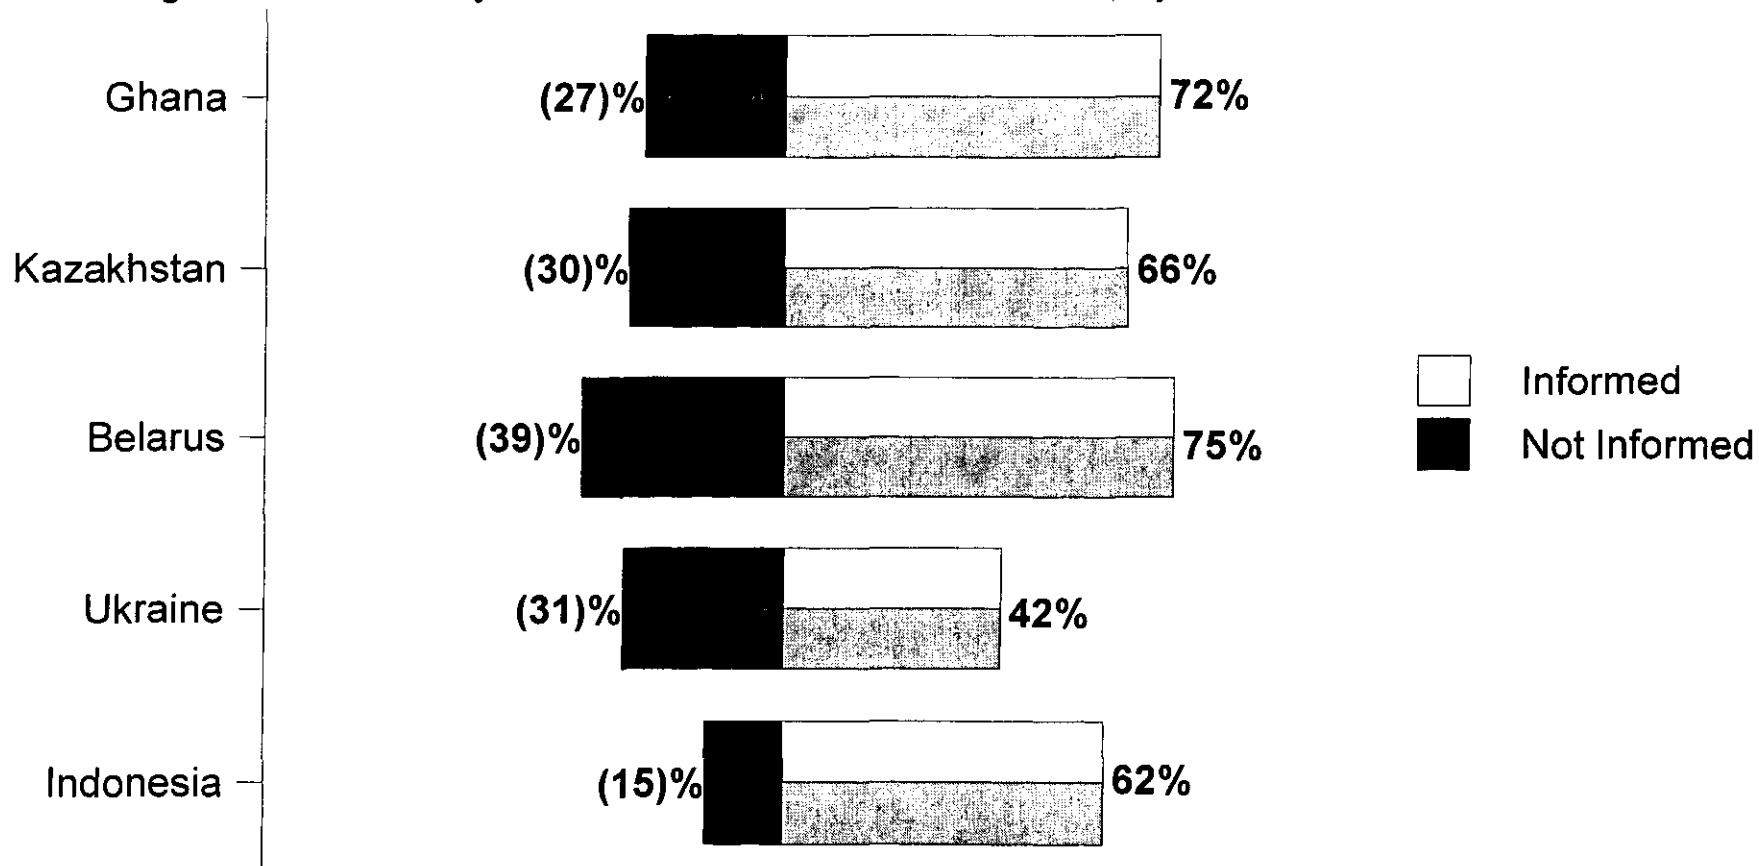 Ghana (27)% 72%
Kazakhstan (30)% 66%
Belarus (39)% 75%
Ukraine (31)% 42%
Indonesia (15)% 62%
Informed
Not Informed